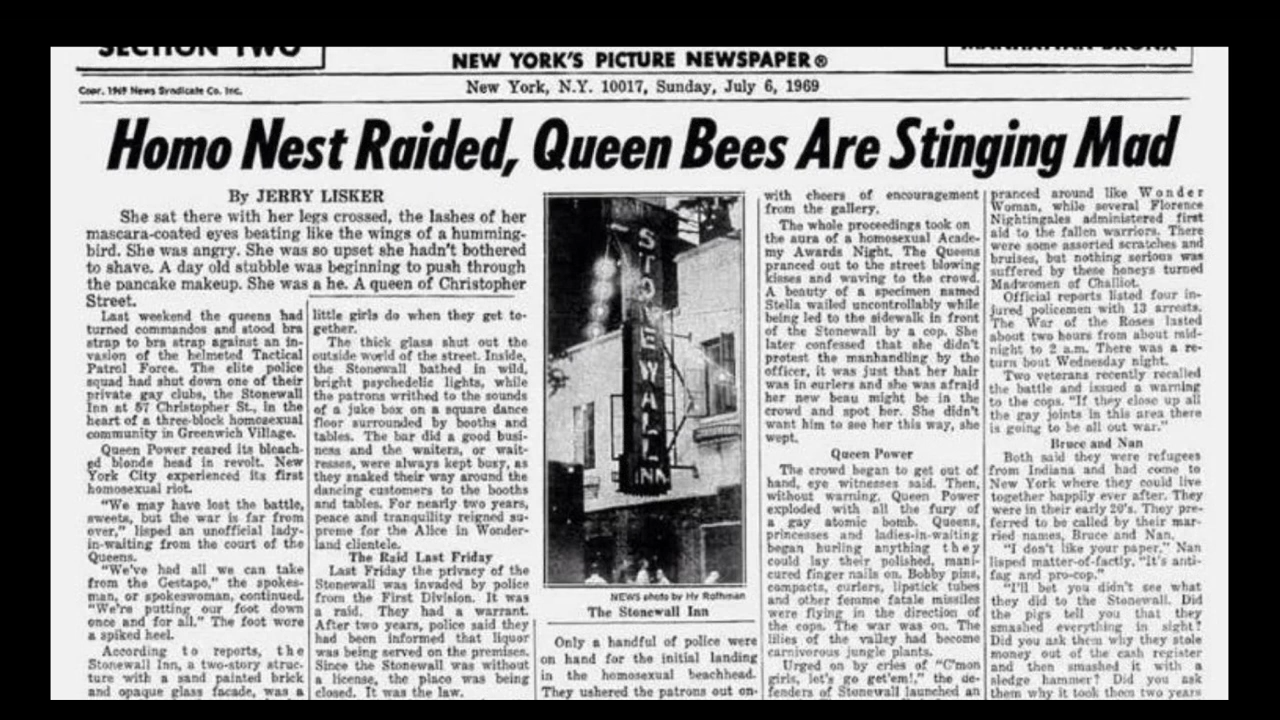 SECTION TWO
NEW YORK'S PICTURE NEWSPAPER®
MANHATTAN BRONX
Copr. 1969 News Syndicate Co. Inc.
New York, N.Y. 10017, Sunday, July 6, 1969
Homo Nest Raided, Queen Bees Are Stinging Mad
By JERRY LISKER
She sat there with her legs crossed, the lashes of her
mascara-coated eyes beating like the wings of a humming-
bird. She was angry. She was so upset she hadn't bothered
to shave. A day old stubble was beginning to push through
the pancake makeup. She was a he. A queen of Christopher
Street.
Last weekend the queens had
turned commandos and stood bra
strap to bra strap against an in-
vasion of the helmeted Tactical
Patrol Force. The elite police
squad had shut down one of their
private gay clubs, the Stonewall
Inn at 57 Christopher St., in the
heart of a three-block homosexual
community in Greenwich Village.
Queen Power reared its bleach-
ed blonde head in revolt. New
York City experienced its first
homosexual riot.
"We may have lost the battle,
sweets, but the war is far from
over," lisped an unofficial lady-
in-waiting from the court of the
Queens.
"We've had all we can take
from the Gestapo," the spokes-
man, or spokeswoman, continued.
"We're putting our foot down
once and for all." The foot wore
a spiked heel.
According to reports, the
Stonewall Inn, a two-story struc-
ture with a sand painted brick
and opaque glass facade, was a
little girls do when they get to-
gether.
The thick glass shut out the
outside world of the street. Inside,
the Stonewall bathed in wild,
bright psychedelic lights, while
the patrons writhed to the sounds
of a juke box on a square dance
floor surrounded by booths and
tables. The bar did a good busi-
ness and the waiters, or wait-
resses, were always kept busy, as
they snaked their way around the
dancing customers to the booths
and tables. For nearly two years,
peace and tranquility reigned su-
preme for the Alice in Wonder-
land clientele.
The Raid Last Friday
Last Friday the privacy of the
Stonewall was invaded by police
from the First Division. It was
a raid. They had a warrant.
After two years, police said they
had been informed that liquor
was being served on the premises.
Since the Stonewall was without
a license, the place was being
closed. It was the law.
STONEWALL
INN
NEWS photo by Hy Rothman
The Stonewall Inn
Only a handful of police were
on hand for the initial landing
in the homosexual beachhead.
They ushered the patrons out on-
with cheers of encouragement
from the gallery.
The whole proceedings took on
the aura of a homosexual Acade-
my Awards Night. The Queens
pranced out to the street blowing
kisses and waving to the crowd.
A beauty of a specimen named
Stella wailed uncontrollably while
being led to the sidewalk in front
of the Stonewall by a cop. She
later confessed that she didn't
protest the manhandling by the
officer, it was just that her hair
was in curlers and she was afraid
her new beau might be in the
crowd and spot her. She didn't
want him to see her this way, she
wept.
Queen Power
The crowd began to get out of
hand, eye witnesses said. Then,
without warning, Queen Power
exploded with all the fury of
a gay atomic bomb. Queens,
princesses and ladies-in-waiting
began hurling anything they
could lay their polished, mani-
cured finger nails on. Bobby pins,
compacts, curlers, lipstick tubes
and other femme fatale missiles
were flying in the direction of
the cops. The war was on. The
lilies of the valley had become
carnivorous jungle plants.
Urged on by cries of "C'mon
girls, let's go get'em!," the de-
fenders of Stonewall launched an
pranced around like Wonder
Woman, while several Florence
Nightingales administered first
aid to the fallen warriors. There
were some assorted scratches and
bruises, but nothing serious was
suffered by these honeys turned
Madwomen of Challiot.
Official reports listed four in-
jured policemen with 13 arrests.
The War of the Roses lasted
about two hours from about mid-
night to 2 a.m. There was a re-
turn bout Wednesday night.
Two veterans recently recalled
the battle and issued a warning
to the cops. "If they close up all
the gay joints in this area there
is going to be all out war."
Bruce and Nan
Both said they were refugees
from Indiana and had come to
New York where they could live
together happily ever after. They
were in their early 20's. They pre-
ferred to be called by their mar-
ried names, Bruce and Nan.
"I don't like your paper," Nan
lisped matter-of-factly. "It's anti-
fag and pro-cop."
"I'll bet you didn't see what
they did to the Stonewall. Did
the pigs tell you that they
smashed everything in sight?
Did you ask them why they stole
money out of the cash register
and then smashed it with a
sledge hammer? Did you ask
them why it took them two years